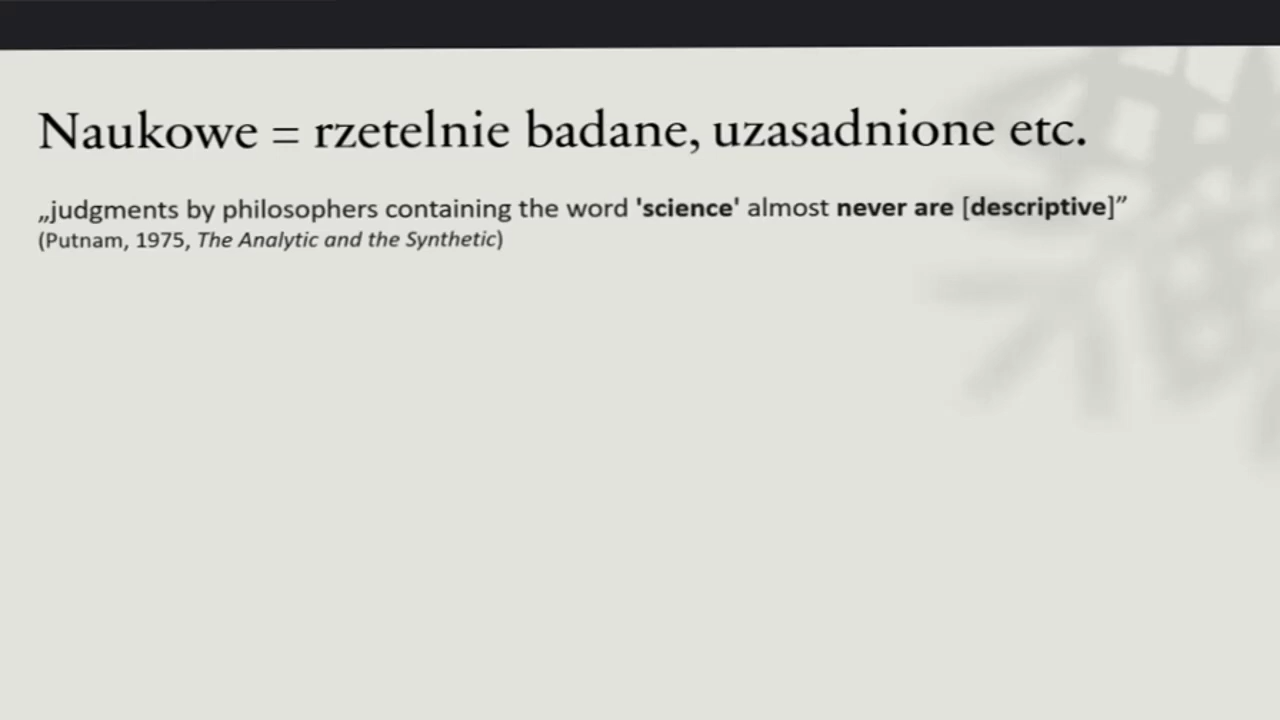 Naukowe = rzetelnie badane, uzasadnione etc.
„judgments by philosophers containing the word 'science' almost never are [descriptive]”
(Putnam, 1975, The Analytic and the Synthetic)